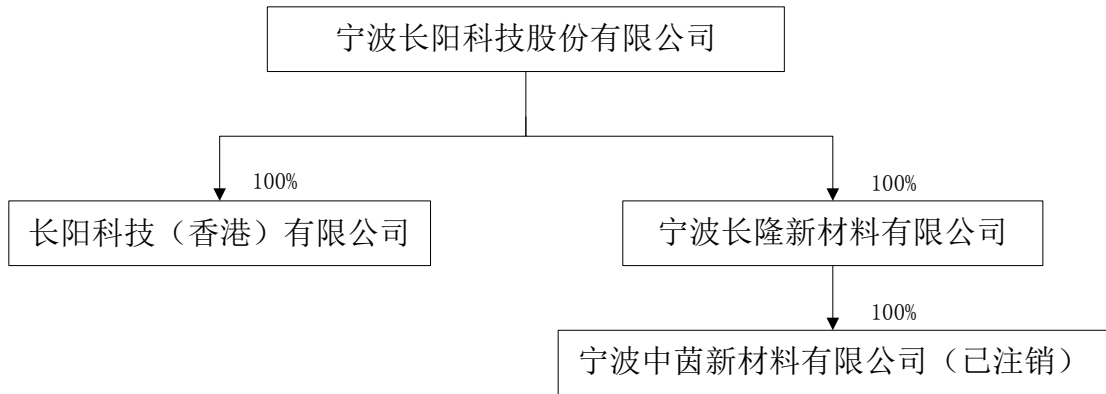 宁波长阳科技股份有限公司
100%
100%
长阳科技（香港）有限公司
宁波长隆新材料有限公司
100%
宁波中茵新材料有限公司（已注销）